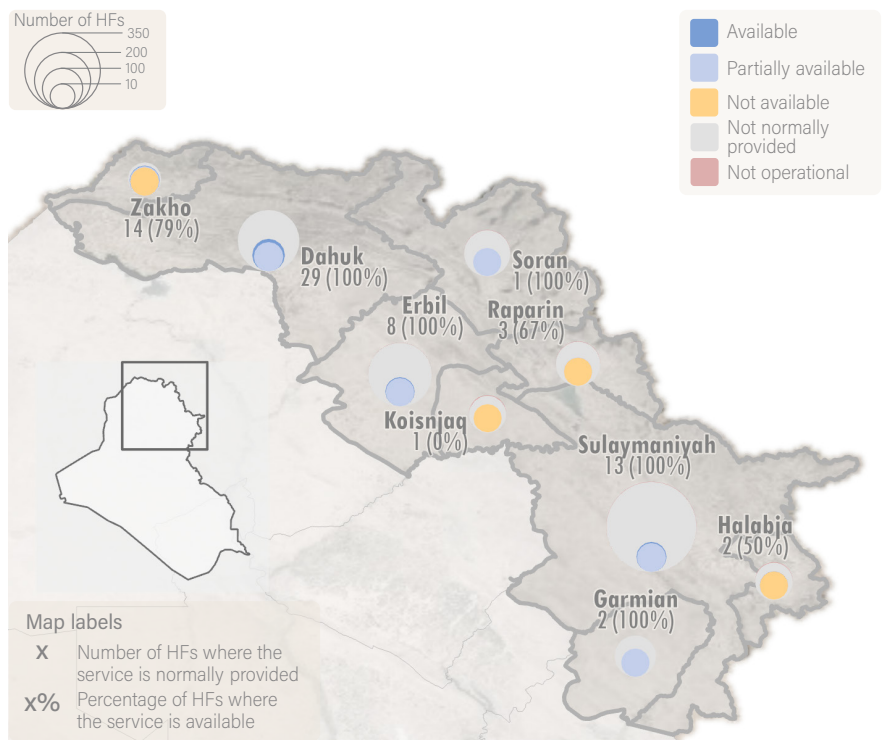 Number of HFs
350
200
100
10
Available
Partially available
Not available
Not normally
provided
Not operational
Zakho
14 (79%)
Dahuk
29 (100%)
Soran
1 (100%)
Erbil
8 (100%)
Raparin
3 (67%)
Koisnjaq
1 (0%)
Sulaymaniyah
13 (100%)
Halabja
2 (50%)
Garmian
2 (100%)
Map labels
x Number of HFs where the
service is normally provided
x% Percentage of HFs where
the service is available